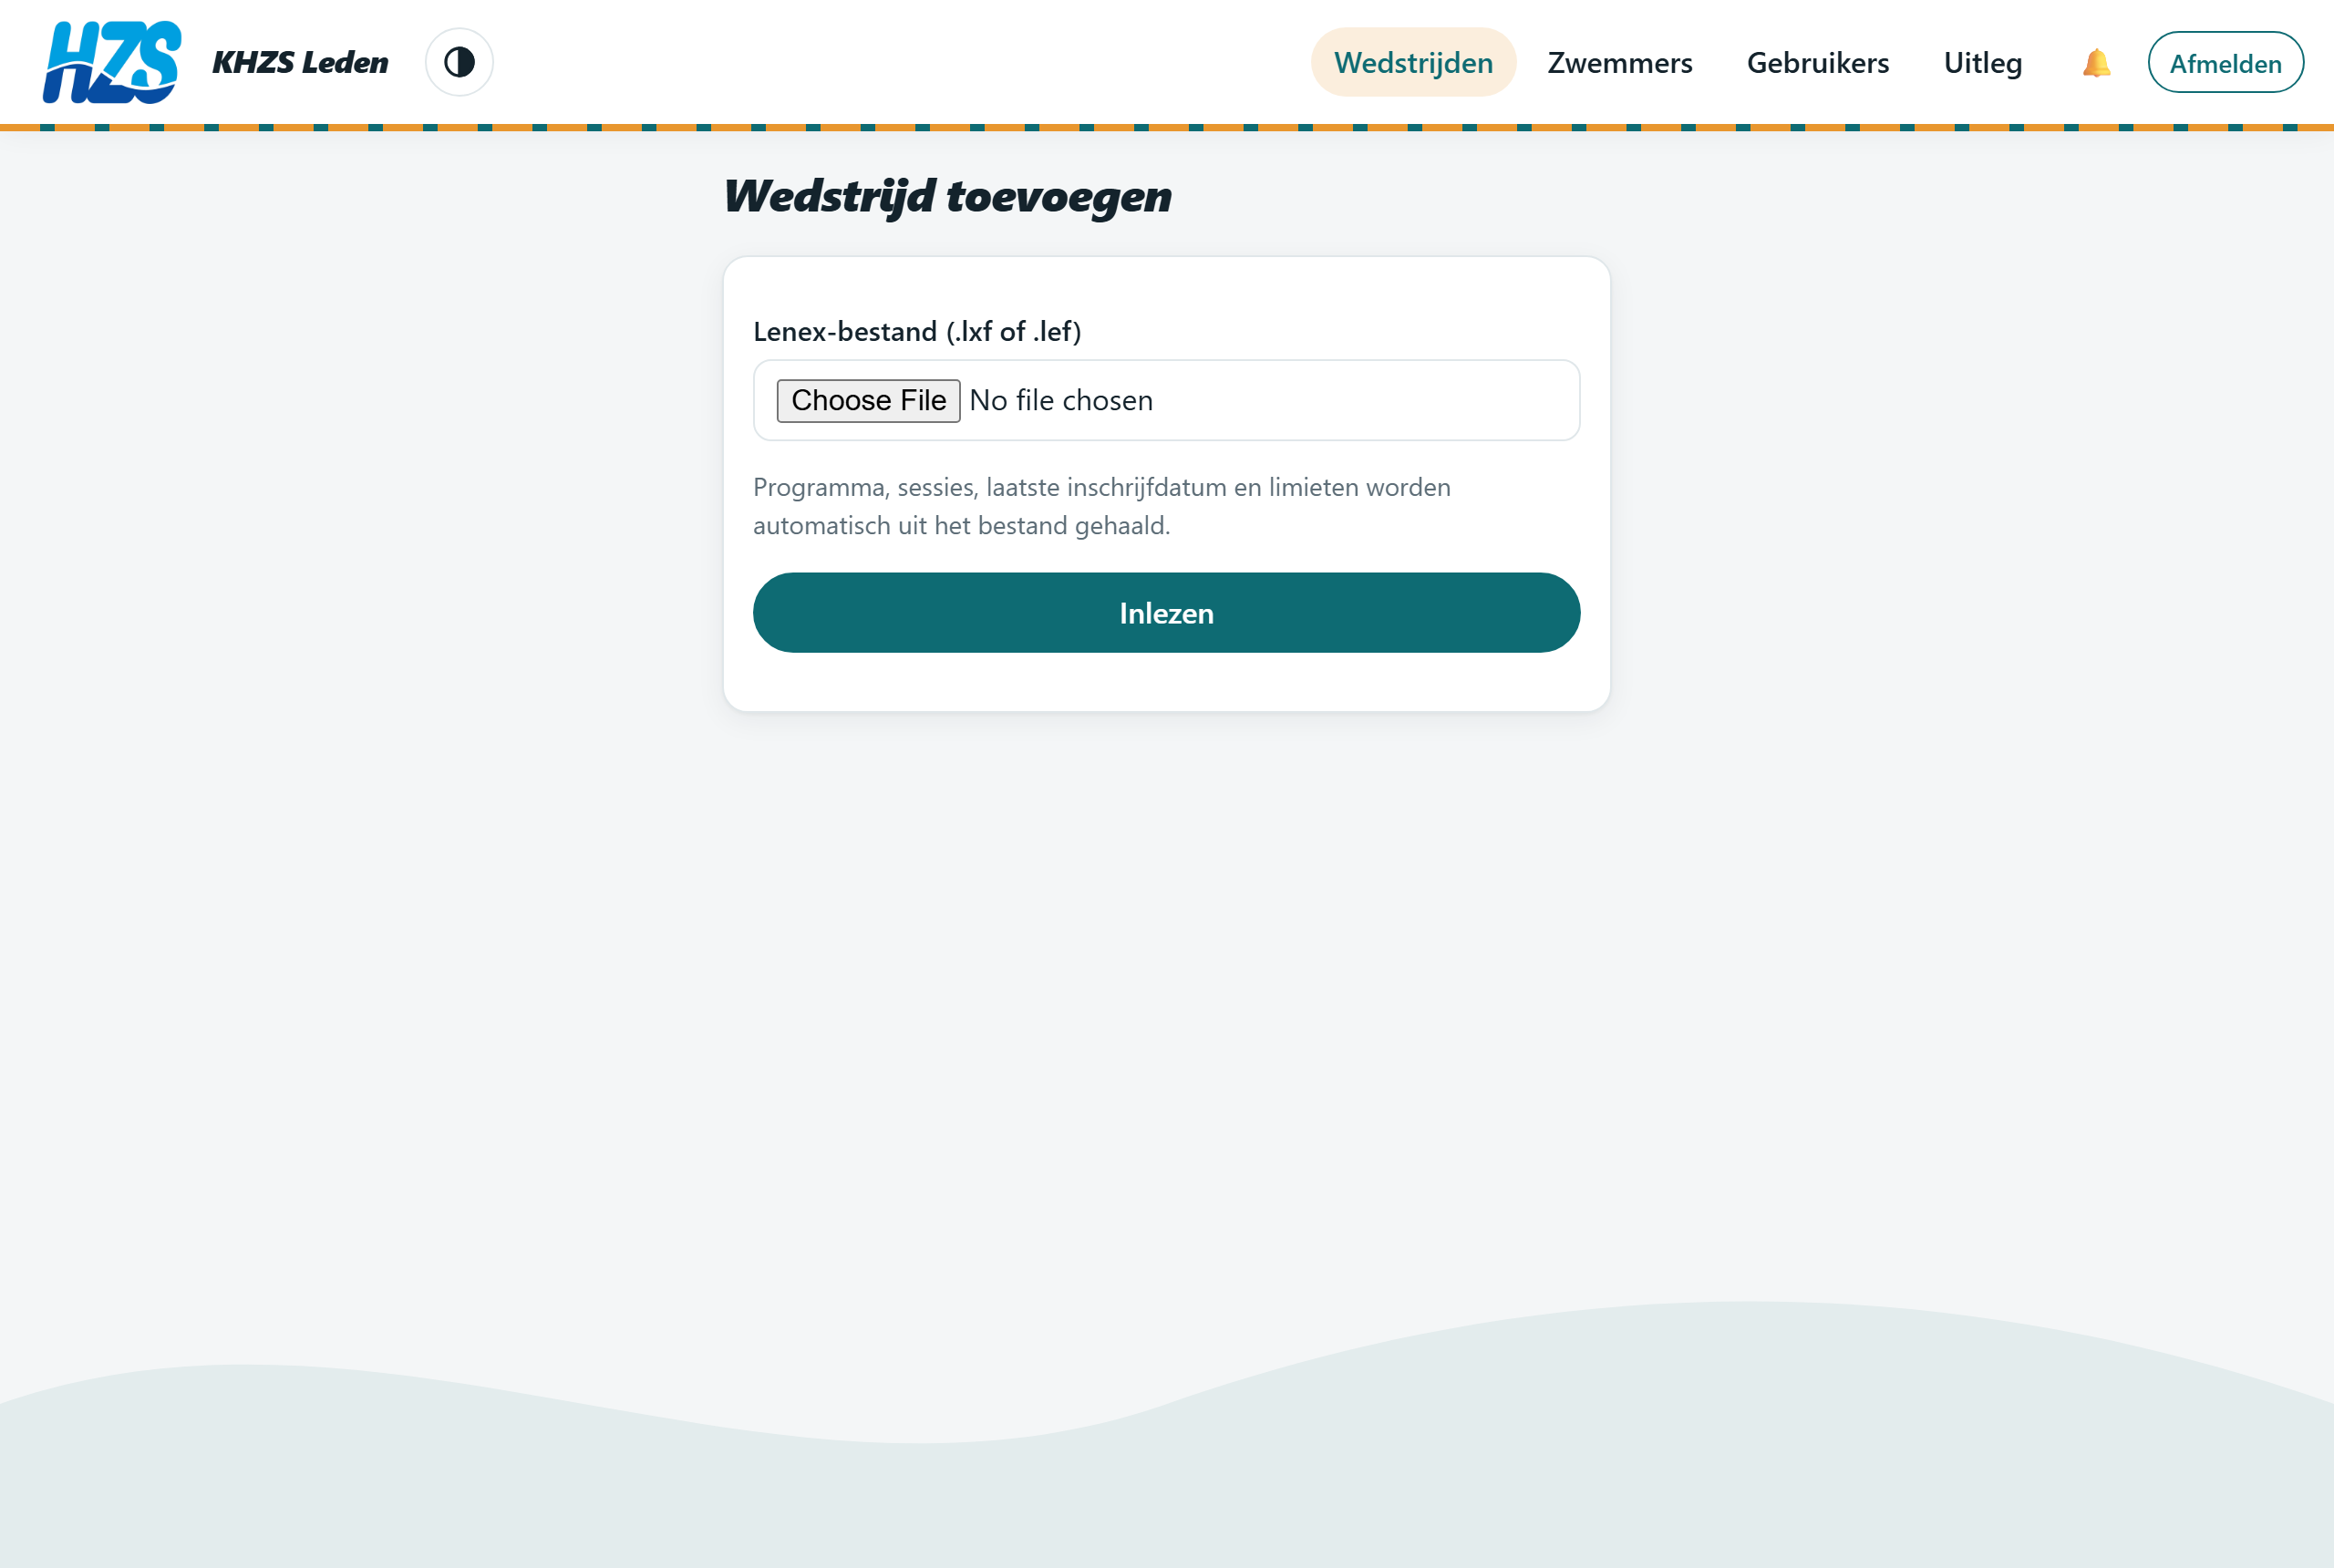 HZS
KHZS Leden
Wedstrijden
Zwemmers
Gebruikers
Uitleg
Afmelden
Wedstrijd toevoegen
Lenex-bestand (.lxf of .lef)
Choose File No file chosen
Programma, sessies, laatste inschrijfdatum en limieten worden
automatisch uit het bestand gehaald.
Inlezen